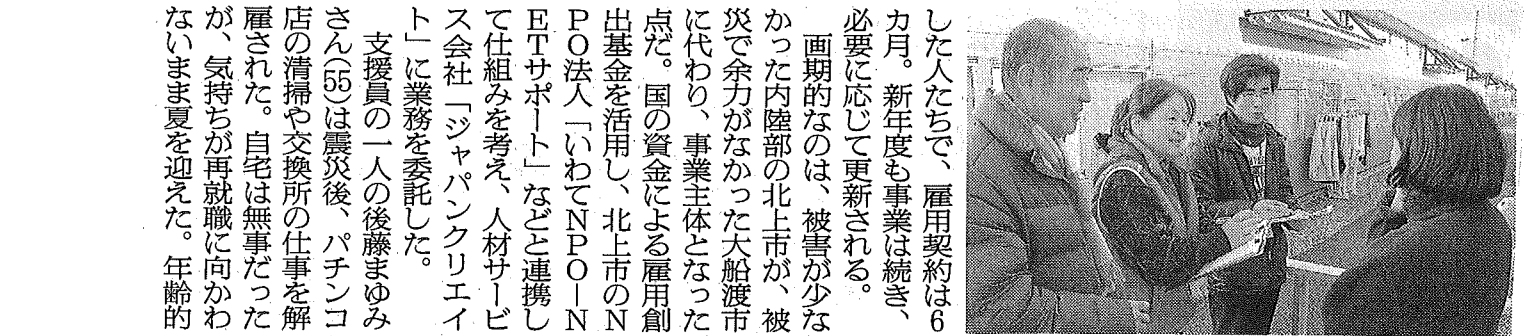 した人たちで、雇用契約は6
カ月。新年度も事業は続き、
必要に応じて更新される。
　画期的なのは、被害が少な
かった内陸部の北上市が、被
災で余力がなかった大船渡市
に代わり、事業主体となった
点だ。国の資金による雇用創
出基金を活用し、北上市のN
PO法人「いわてNPO-N
ETサポート」などと連携し
て仕組みを考え、人材サービ
ス会社「ジャパンクリエイ
ト」に業務を委託した。
　支援員の一人の後藤まゆみ
さん(55)は震災後、パチンコ
店の清掃や交換所の仕事を解
雇された。自宅は無事だった
が、気持ちが再就職に向かわ
ないまま夏を迎えた。年齢的